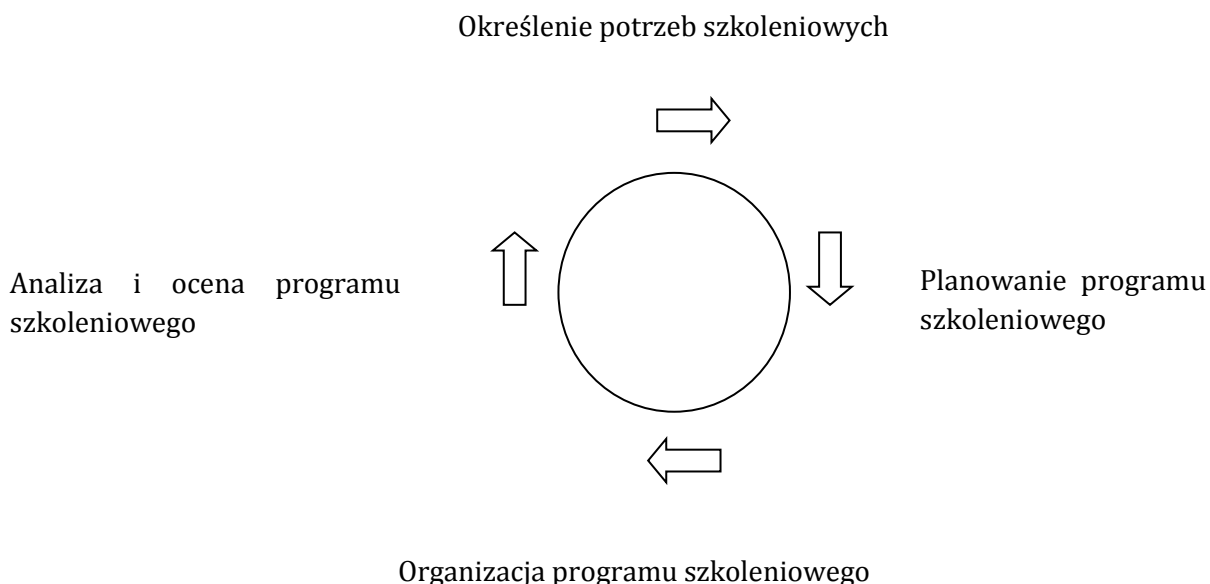 Określenie potrzeb szkoleniowych
Analiza i ocena programu
szkoleniowego
Planowanie programu
szkoleniowego
Organizacja programu szkoleniowego